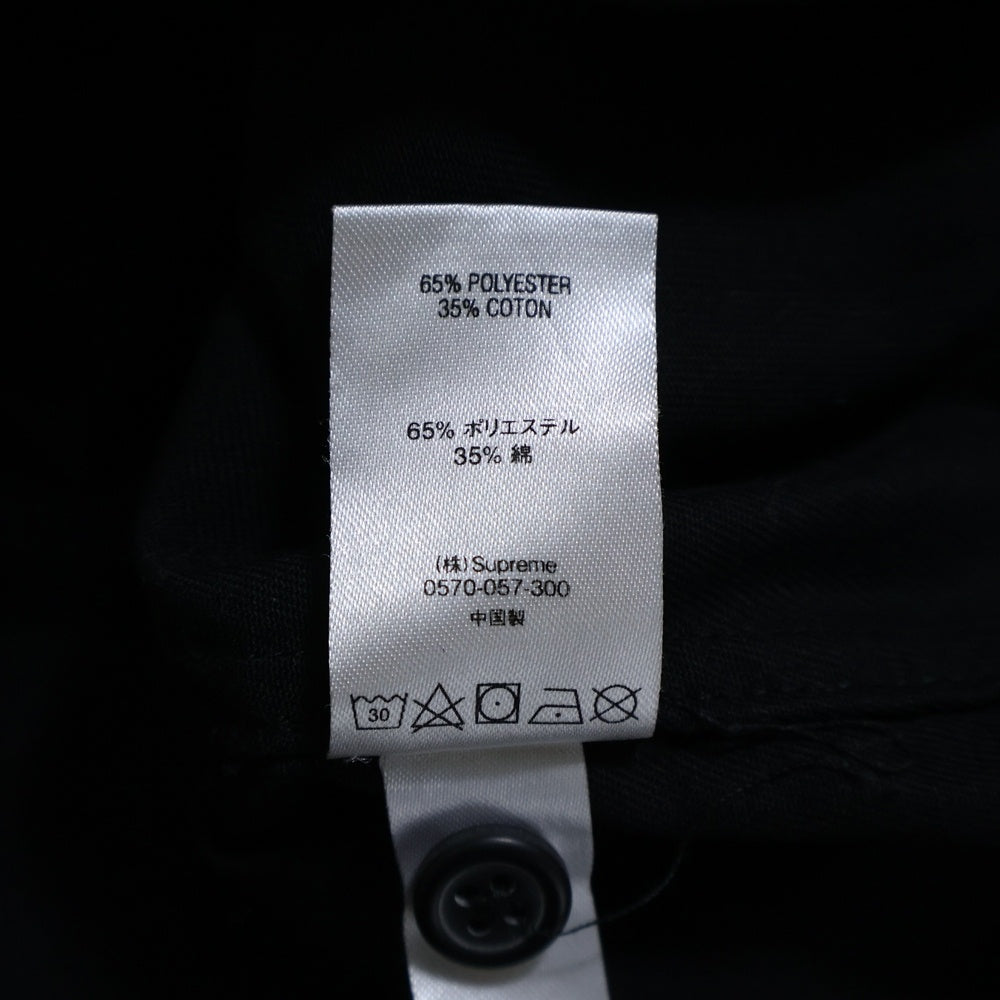 65% POLYESTER
35% COTON
65% ポリエステル
35% 綿
(株)Supreme
0570-057-300
中国製
30